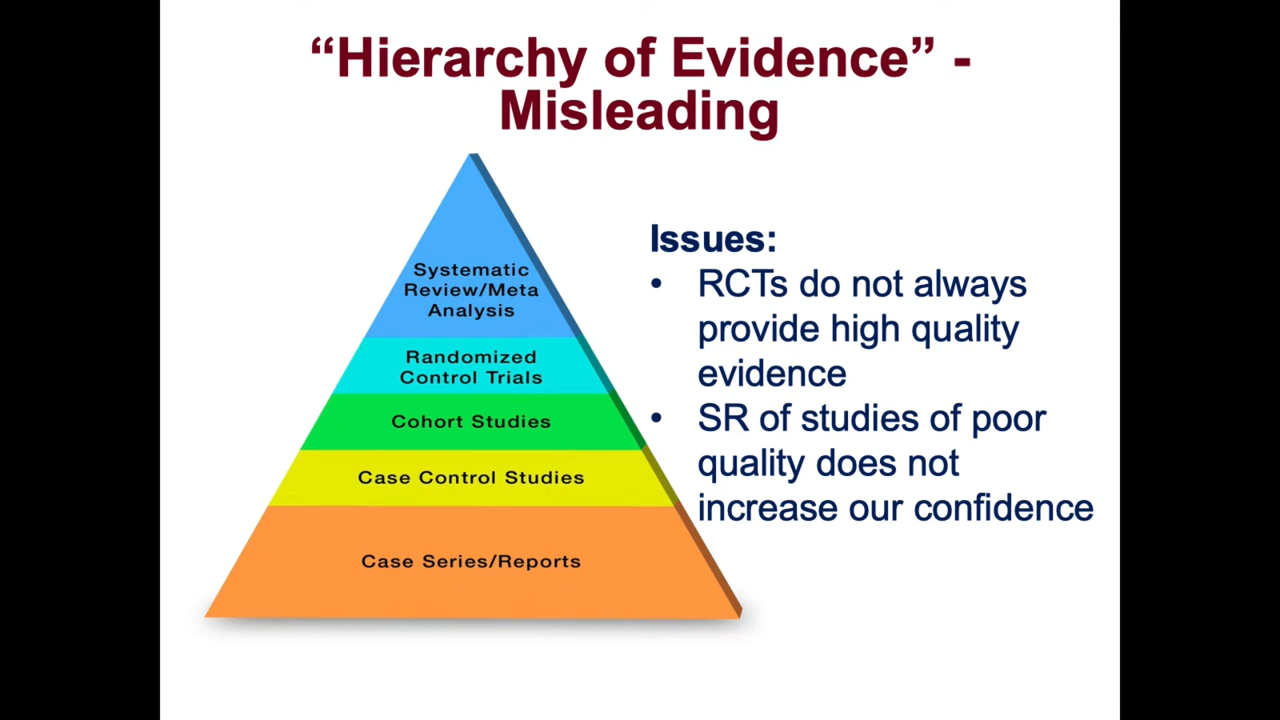 “Hierarchy of Evidence” -
Misleading
Systematic
Review/Meta
Analysis
Randomized
Control Trials
Cohort Studies
Case Control Studies
Case Series/Reports
Issues:
• RCTs do not always
provide high quality
evidence
• SR of studies of poor
quality does not
increase our confidence